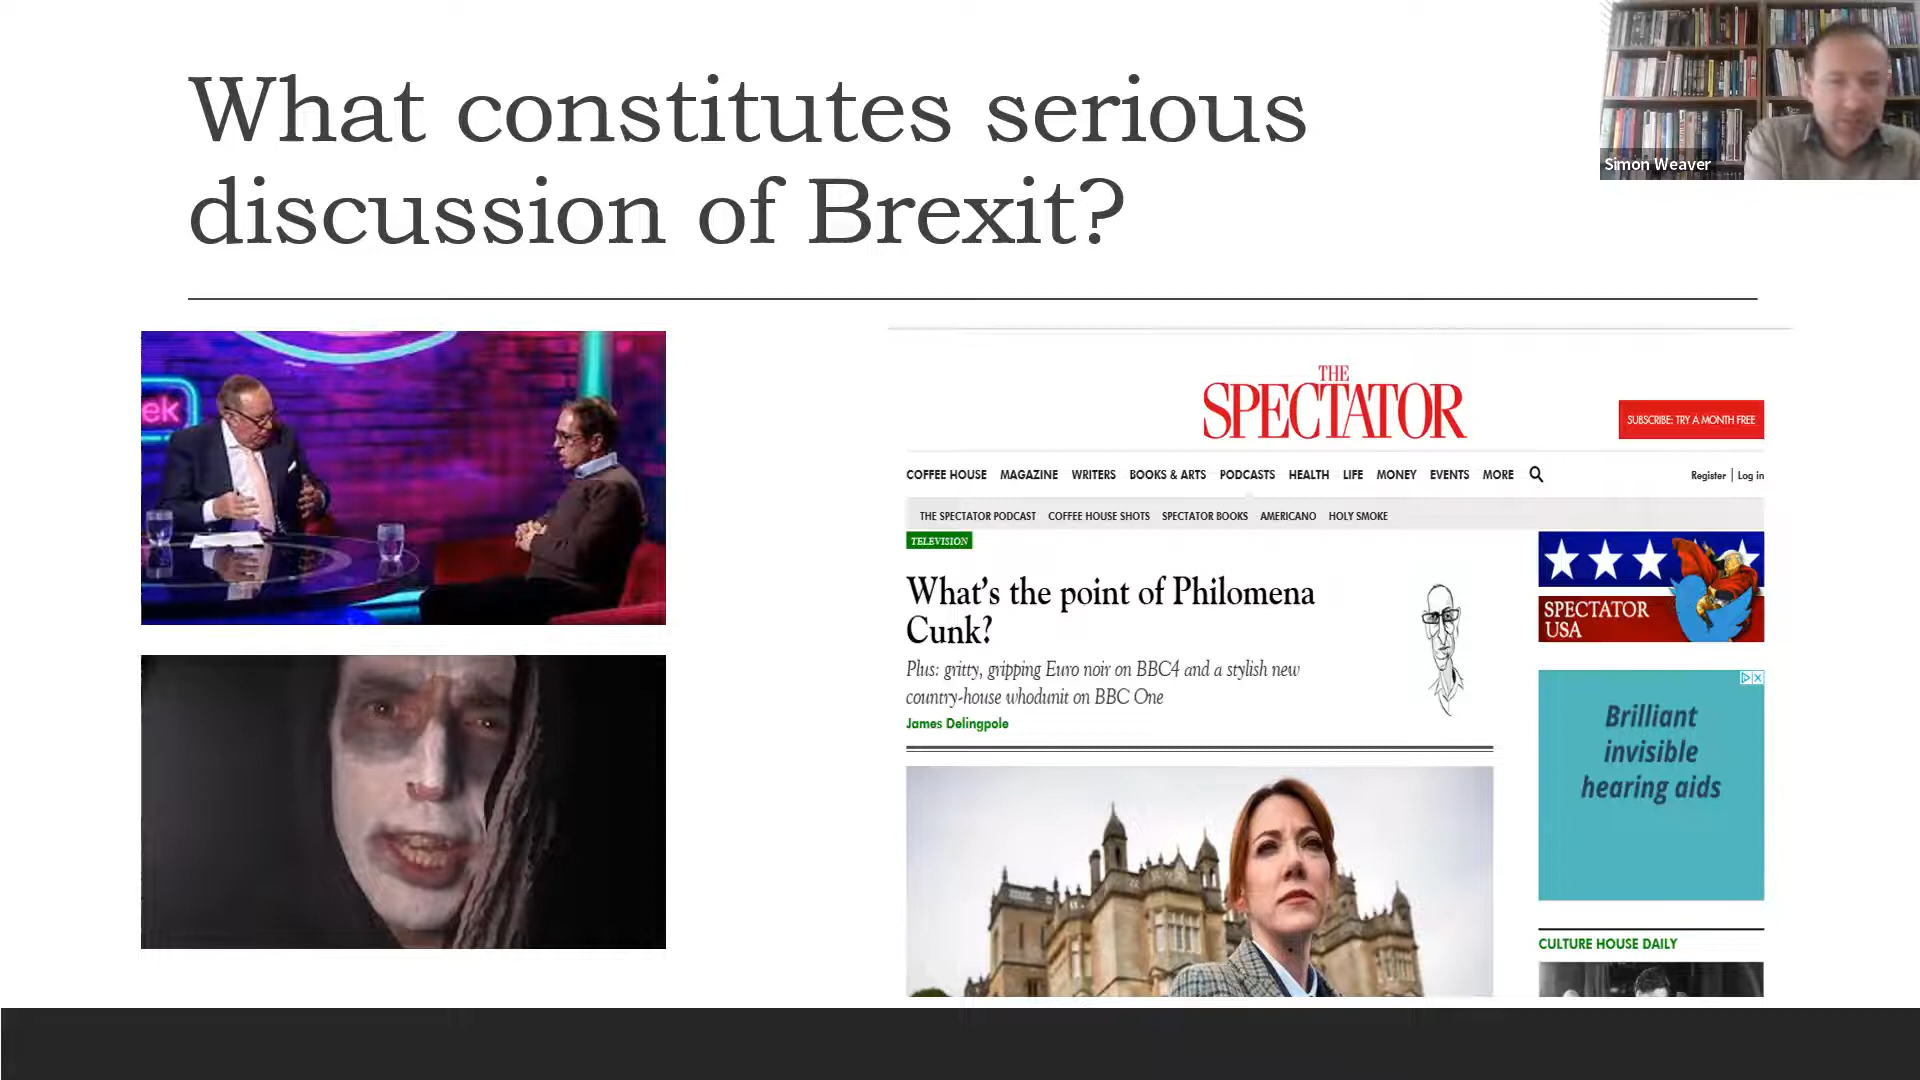 What constitutes serious
discussion of Brexit?
Simon Weaver
ek
THE
SPECTATOR
SUBSCRIBE: TRY A MONTH FREE
COFFEE HOUSE MAGAZINE WRITERS BOOKS & ARTS PODCASTS HEALTH LIFE MONEY EVENTS MORE
Register | Log in
THE SPECTATOR PODCAST COFFEE HOUSE SHOTS SPECTATOR BOOKS AMERICANO HOLY SMOKE
TELEVISION
What's the point of Philomena
Cunk?
Plus: gritty, gripping Euro noir on BBC4 and a stylish new
country-house whodunit on BBC One
James Delingpole
SPECTATOR
USA
Brilliant
invisible
hearing aids
CULTURE HOUSE DAILY